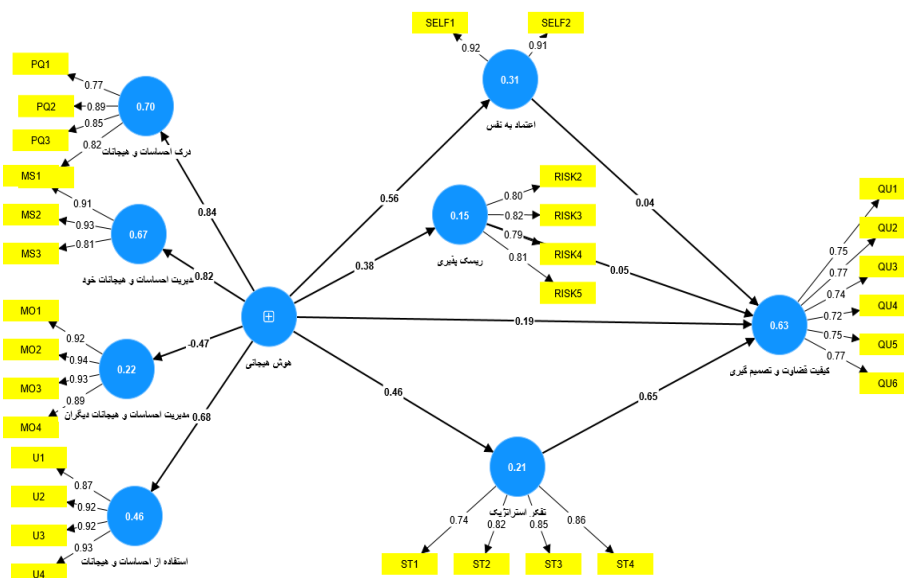 SELF1
SELF2
0.92
0.91
0.31
اعتماد به نفس
PQ1
PQ2
PQ3
0.77
0.89
0.85
0.82
0.70
درک احساسات و هیجانات
MS1
MS2
MS3
0.91
0.93
0.81
0.67
مدیریت احساسات و هیجانات خود
MO1
MO2
MO3
MO4
0.92
0.94
0.93
0.89
0.22
مدیریت احساسات و هیجانات دیگران
U1
U2
U3
U4
0.87
0.92
0.92
0.93
0.46
استفاده از احساسات و هیجانات
0.84
0.82
-0.47
0.68
هوش هیجانی
0.56
0.38
0.19
0.46
0.15
ریسک پذیری
RISK2
RISK3
RISK4
RISK5
0.80
0.82
0.79
0.81
0.04
0.05
0.65
0.21
تفکر استراتژیک
0.74
0.82
0.85
0.86
ST1
ST2
ST3
ST4
0.63
کیفیت قضاوت و تصمیم گیری
0.75
0.77
0.74
0.72
0.75
0.77
QU1
QU2
QU3
QU4
QU5
QU6